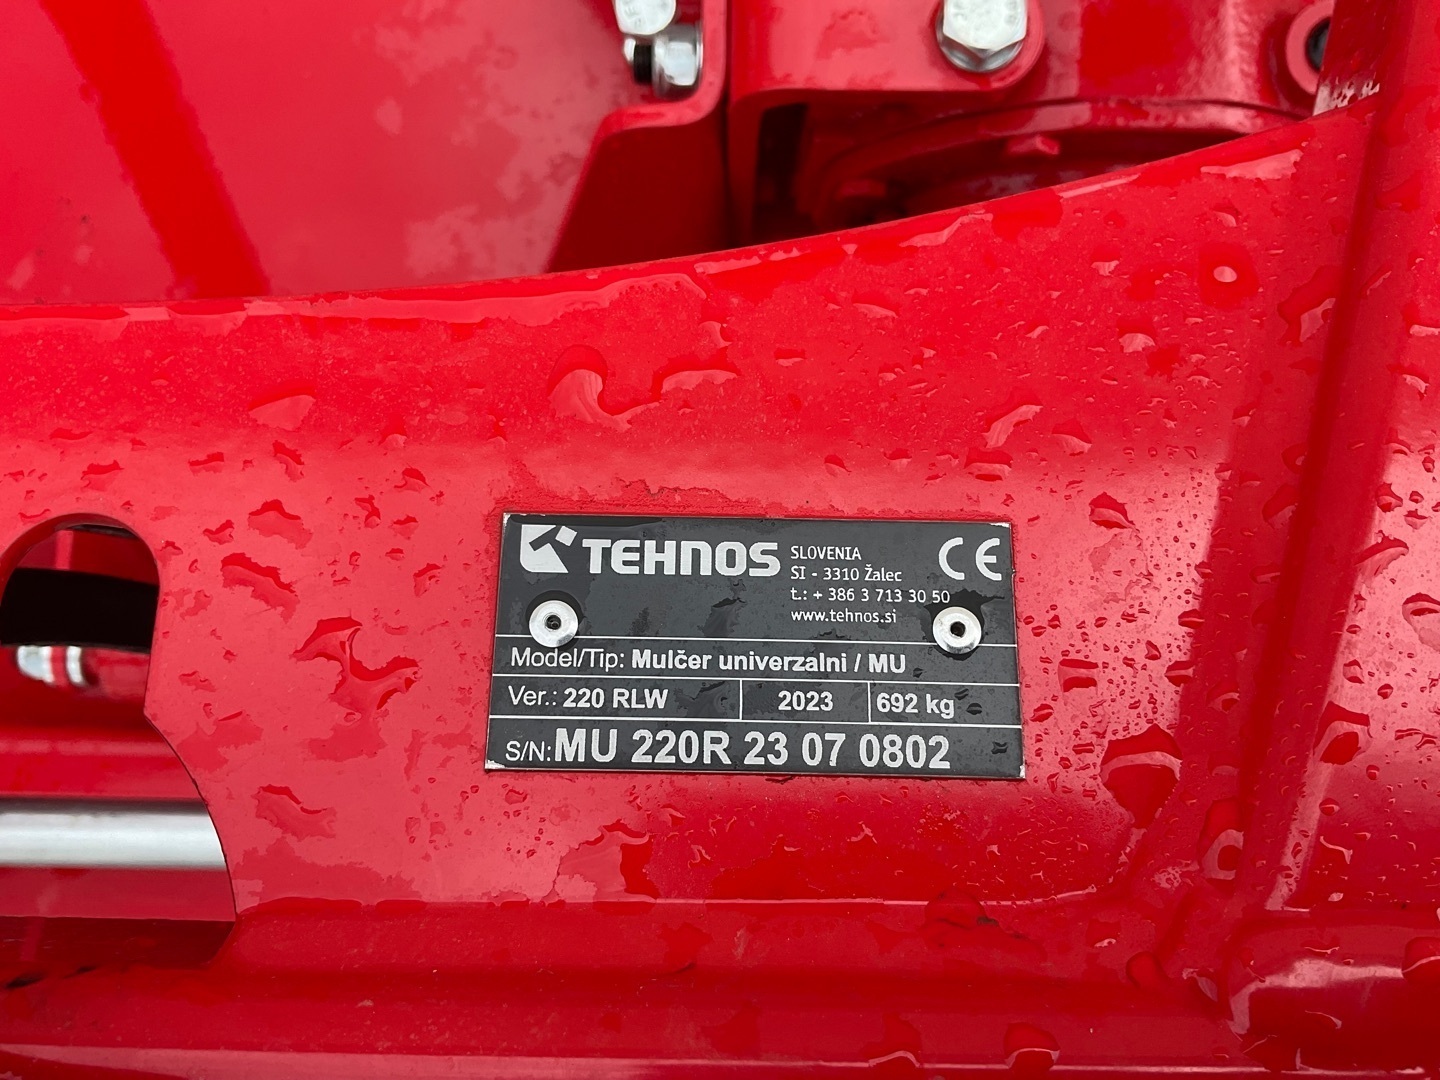 TEHNOS
SLOVENIA
SI - 3310 Žalec
t.: + 386 3 713 30 50
www.tehnos.si
CE
Model/Tip: Mulčer univerzalni / MU
Ver.: 220 RLW 2023 692 kg
S/N: MU 220R 23 07 0802